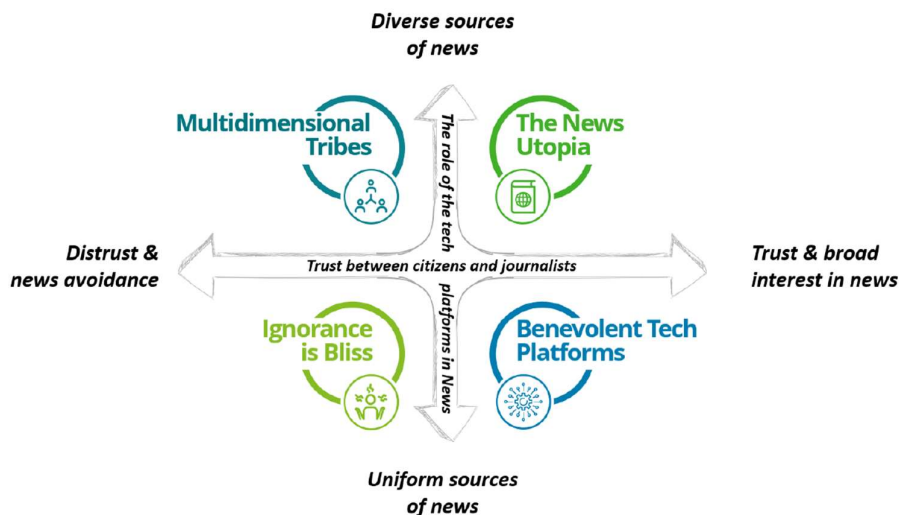 Diverse sources
of news
Multidimensional
Tribes
The News
Utopia
The role of the tech
platforms in News
Distrust &
news avoidance
Trust between citizens and journalists
Trust & broad
interest in news
Ignorance
is Bliss
Benevolent Tech
Platforms
Uniform sources
of news